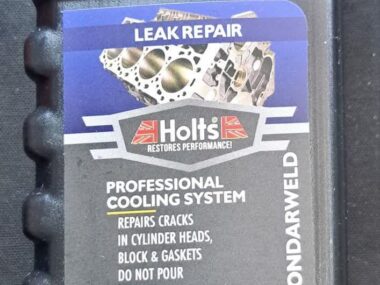 LEAK REPAIR
Holts®
RESTORES PERFORMANCE!
PROFESSIONAL
COOLING SYSTEM
REPAIRS CRACKS
IN CYLINDER HEADS,
BLOCK & GASKETS
DO NOT POUR
ONDARWELD